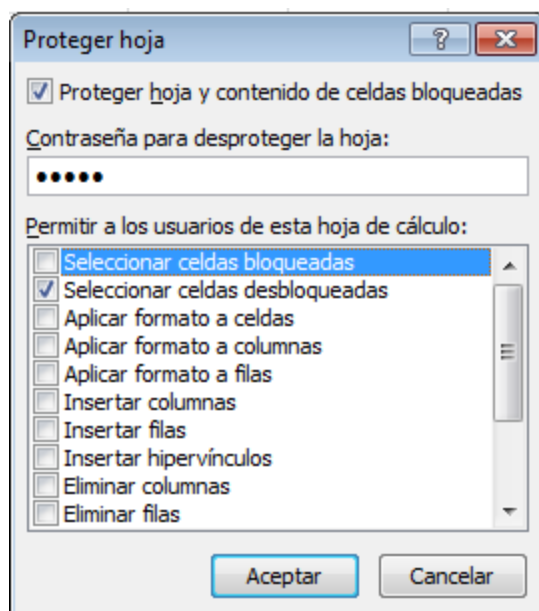 Proteger hoja
Proteger hoja y contenido de celdas bloqueadas
Contraseña para desproteger la hoja:
•••••
Permitir a los usuarios de esta hoja de cálculo:
Seleccionar celdas bloqueadas
Seleccionar celdas desbloqueadas
Aplicar formato a celdas
Aplicar formato a columnas
Aplicar formato a filas
Insertar columnas
Insertar filas
Insertar hipervínculos
Eliminar columnas
Eliminar filas
Aceptar Cancelar